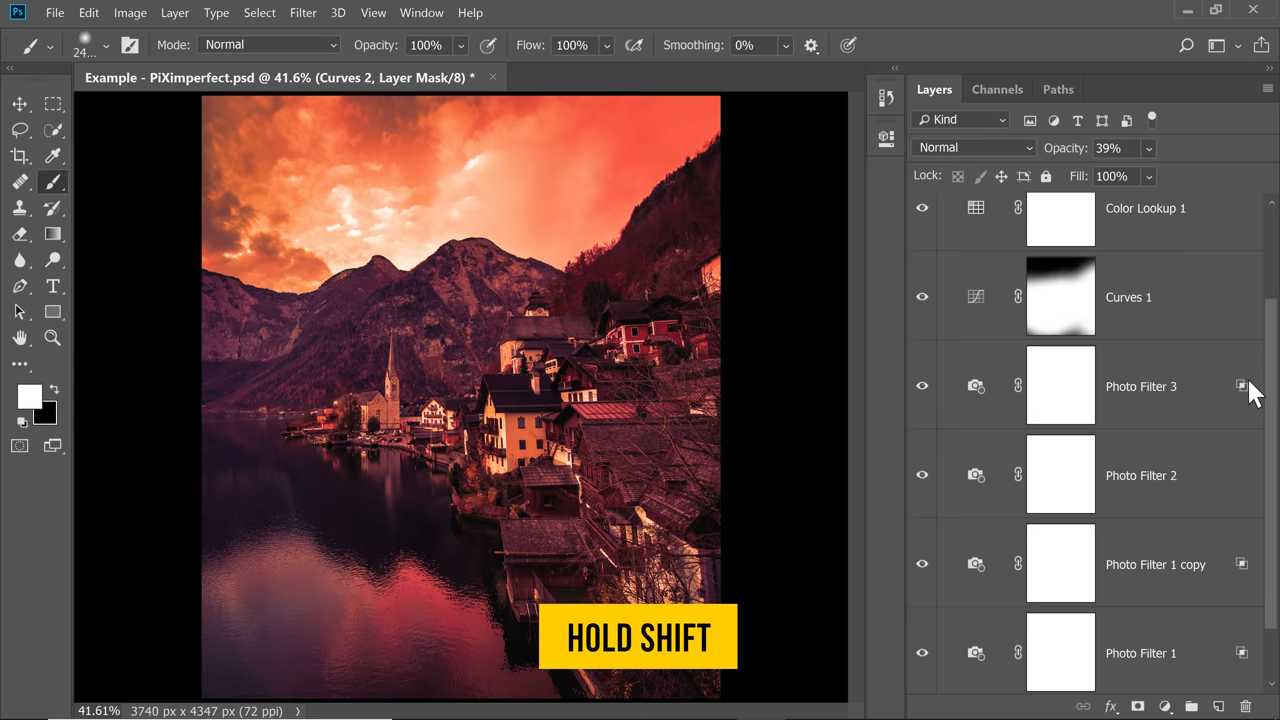 Ps File Edit Image Layer Type Select Filter 3D View Window Help
24... Mode: Normal Opacity: 100% Flow: 100% Smoothing: 0%
Example - PiXimperfect.psd @ 41.6% (Curves 2, Layer Mask/8) *
Layers Channels Paths
Kind
Normal Opacity: 39%
Lock: Fill: 100%
Color Lookup 1
Curves 1
Photo Filter 3
Photo Filter 2
Photo Filter 1 copy
Photo Filter 1
HOLD SHIFT
41.61% 3740 px x 4347 px (72 ppi)
fx